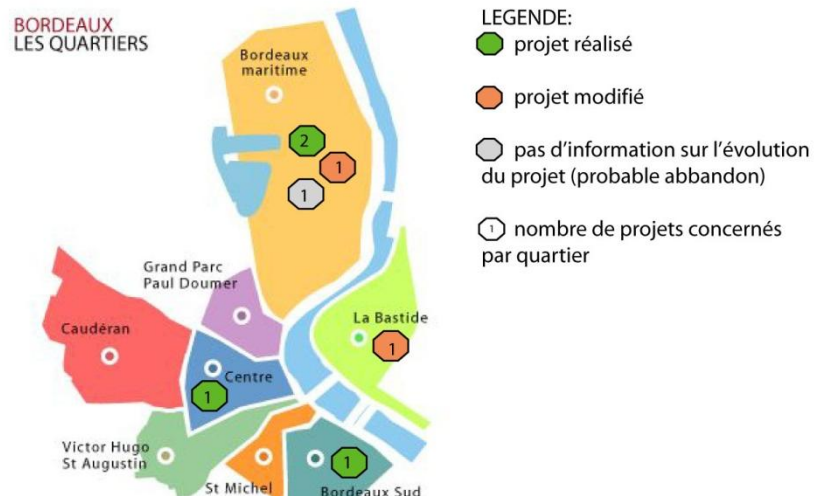 BORDEAUX
LES QUARTIERS
Bordeaux
maritime
2
1
1
Grand Parc
Paul Doumer
La Bastide
1
Caudéran
Centre
1
Victor Hugo
St Augustin
St Michel
1
Bordeaux Sud
LEGENDE:
projet réalisé
projet modifié
pas d'information sur l'évolution
du projet (probable abbandon)
1 nombre de projets concernés
par quartier